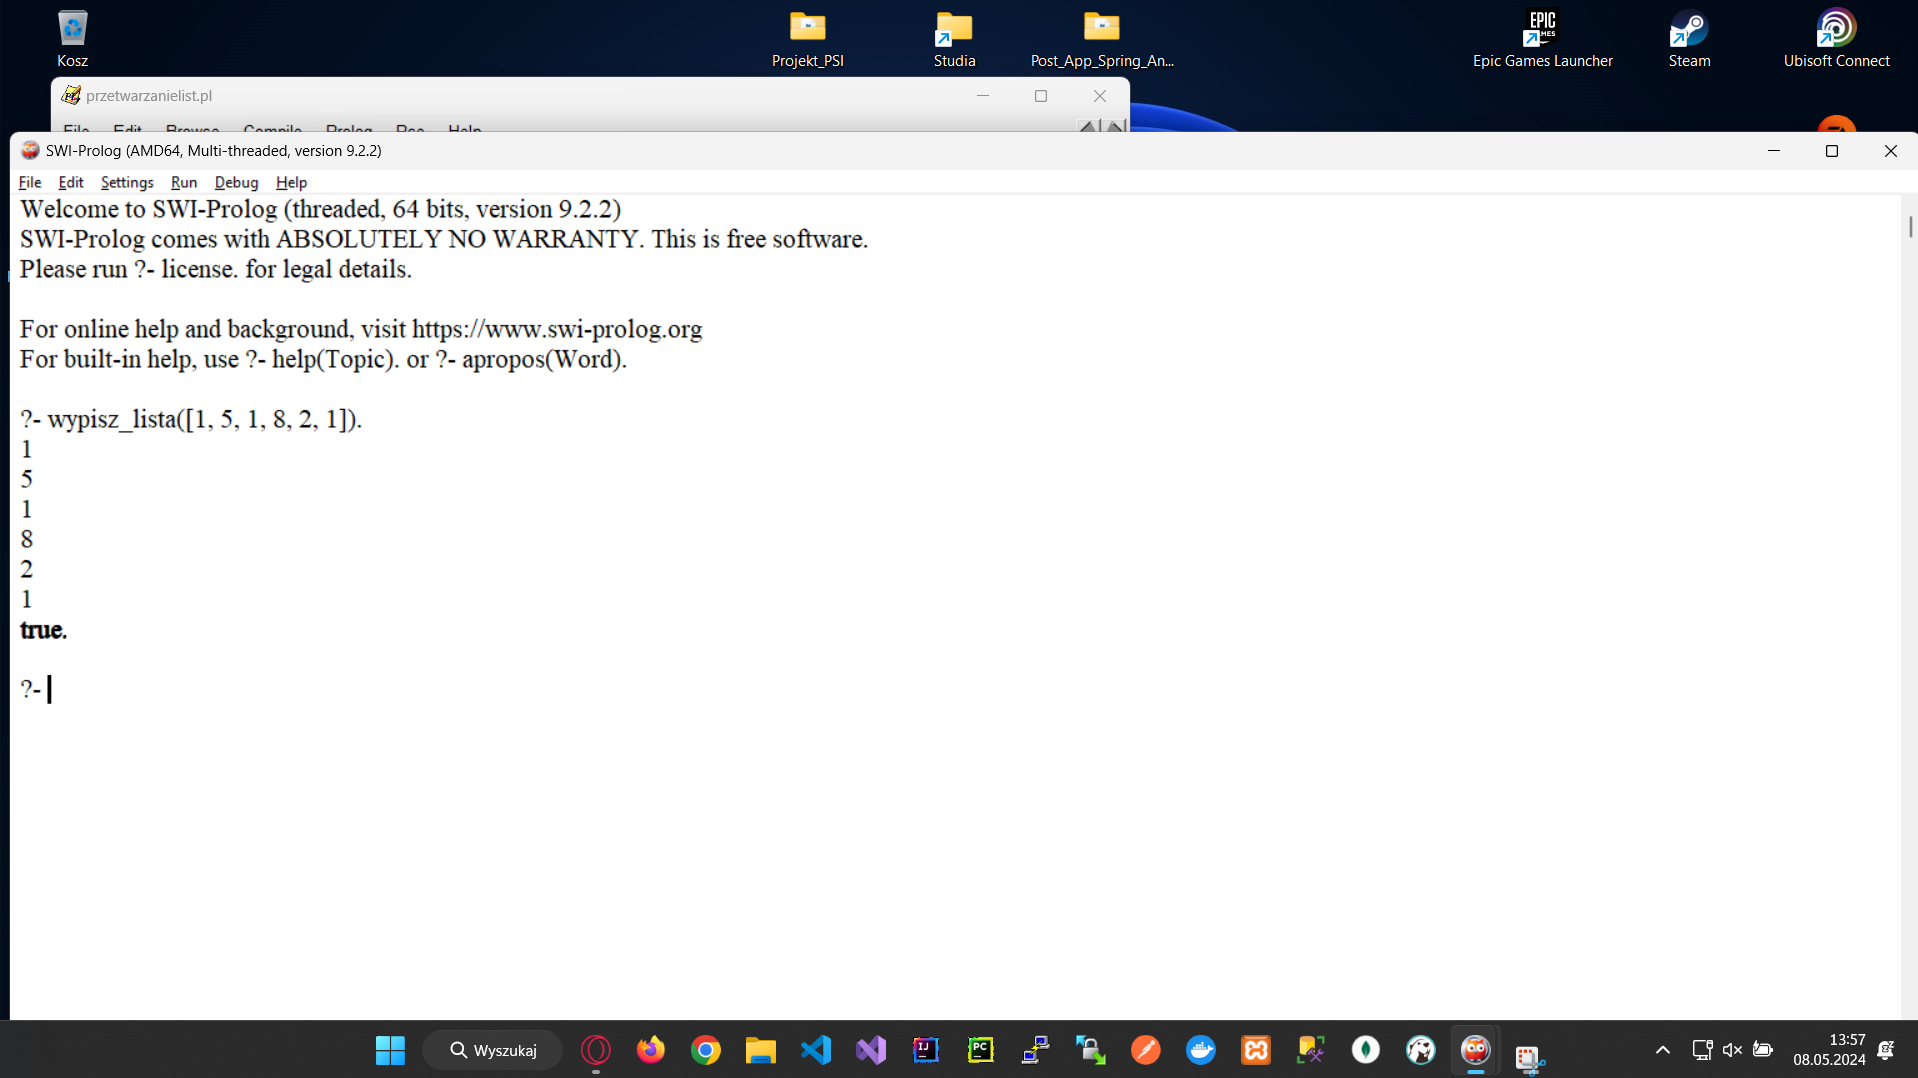 Kosz
Projekt_PSI
Studia
Post_App_Spring_An...
EPIC
GAMES
Epic Games Launcher
Steam
Ubisoft Connect
przetwarzanielist.pl
File Edit Browse Compile Prolog Pce Help
SWI-Prolog (AMD64, Multi-threaded, version 9.2.2)
File Edit Settings Run Debug Help
Welcome to SWI-Prolog (threaded, 64 bits, version 9.2.2)
SWI-Prolog comes with ABSOLUTELY NO WARRANTY. This is free software.
Please run ?- license. for legal details.
For online help and background, visit https://www.swi-prolog.org
For built-in help, use ?- help(Topic). or ?- apropos(Word).
?- wypisz_lista([1, 5, 1, 8, 2, 1]).
1
5
1
8
2
1
true.
?-
Wyszukaj
IJ
PC
13:57
08.05.2024